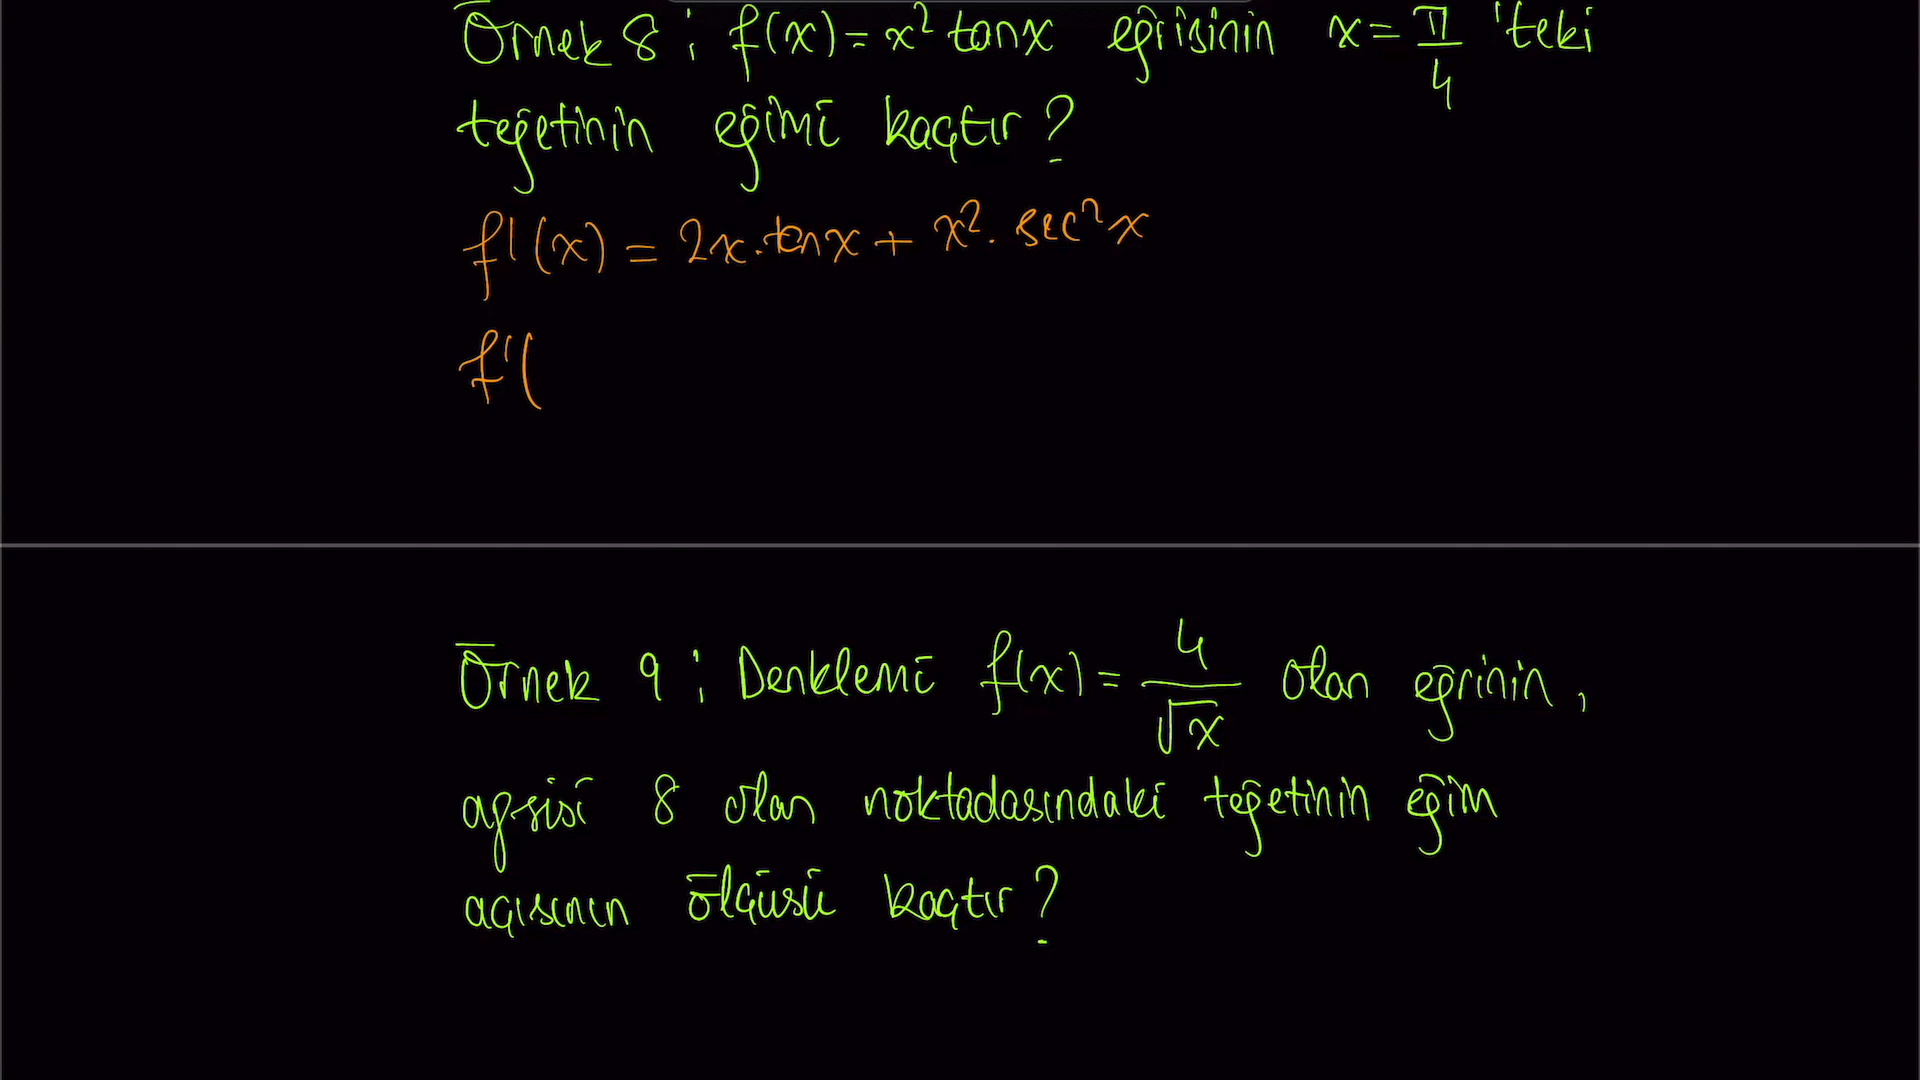 Örnek 8 : f(x) = x² tanx eğrisinin x = π/4 'teki
teğetinin eğimi kaçtır ?
f'(x) = 2x.tanx + x². sec²x
f'(
Örnek 9 : Denklemi f(x) = 4/√x olan eğrinin,
apsisi 8 olan noktadasındaki teğetinin eğim
açısının ölçüsü kaçtır ?